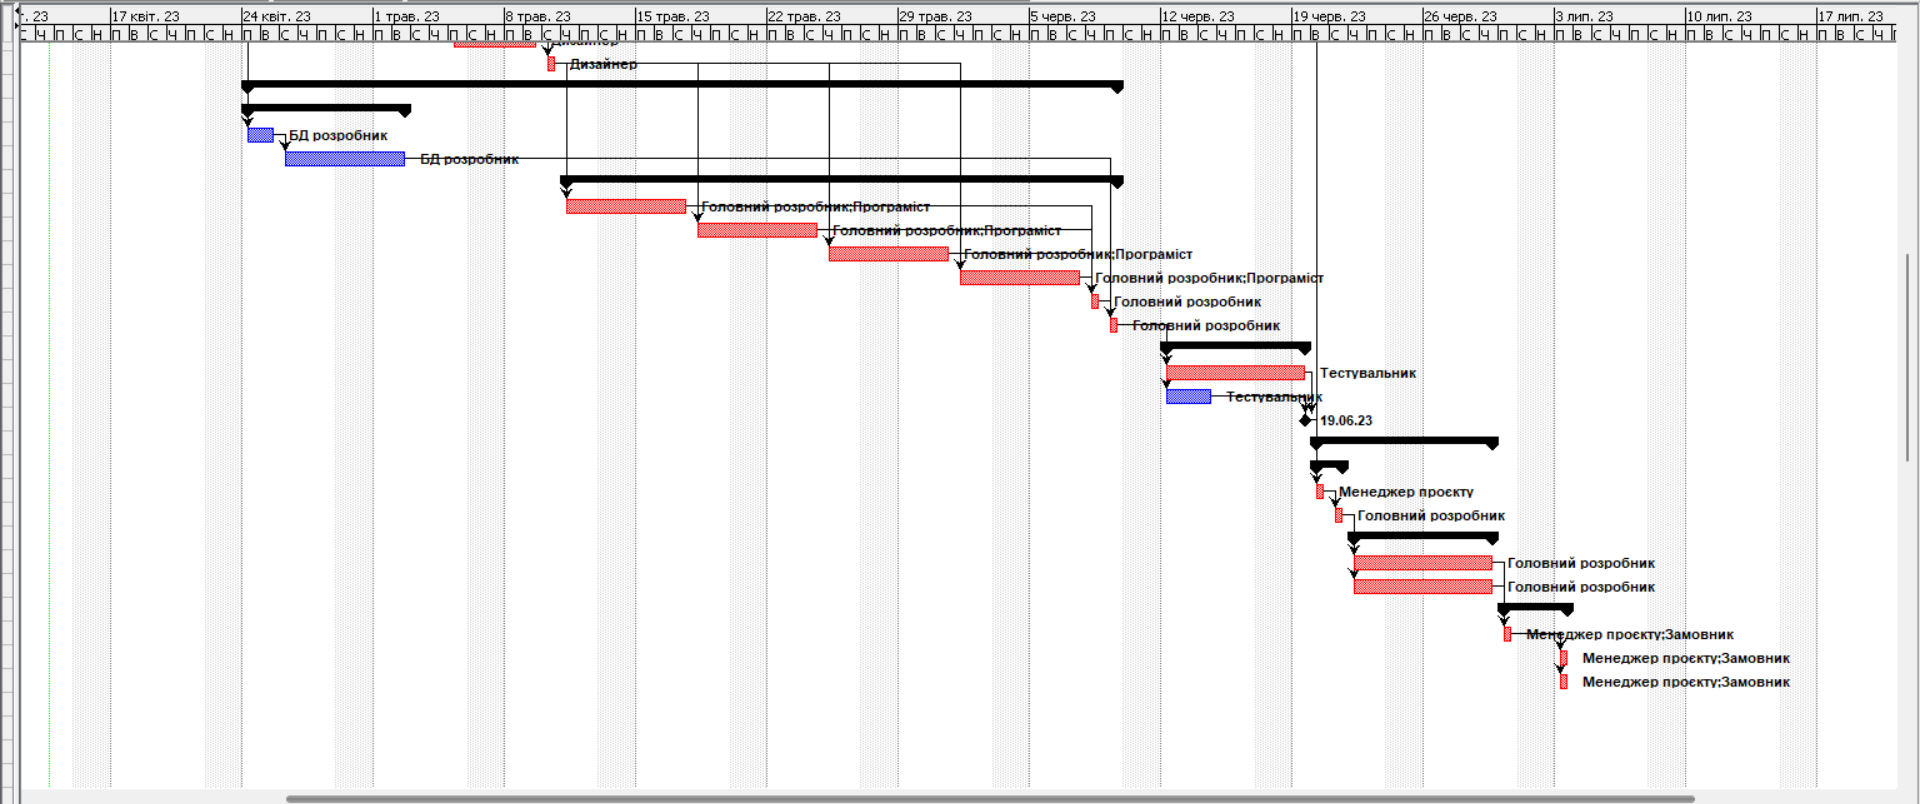 . 23 17 квіт. 23 24 квіт. 23 1 трав. 23 8 трав. 23 15 трав. 23 22 трав. 23 29 трав. 23 5 черв. 23 12 черв. 23 19 черв. 23 26 черв. 23 3 лип. 23 10 лип. 23 17 лип. 23
С Ч П С Н П В С Ч П С Н П В С Ч П С Н П В С Ч П С Н П В С Ч П С Н П В С Ч П С Н П В С Ч П С Н П В С Ч П С Н П В С Ч П С Н П В С Ч П С Н П В С Ч П С Н П В С Ч П С Н П В С Ч П С Н П В С Ч П С Н П В С Ч
Дизайнер
Дизайнер
БД розробник
БД розробник
Головний розробник;Програміст
Головний розробник;Програміст
Головний розробник;Програміст
Головний розробник;Програміст
Головний розробник
Головний розробник
Тестувальник
Тестувальник
19.06.23
Менеджер проєкту
Головний розробник
Головний розробник
Головний розробник
Менеджер проєкту;Замовник
Менеджер проєкту;Замовник
Менеджер проєкту;Замовник